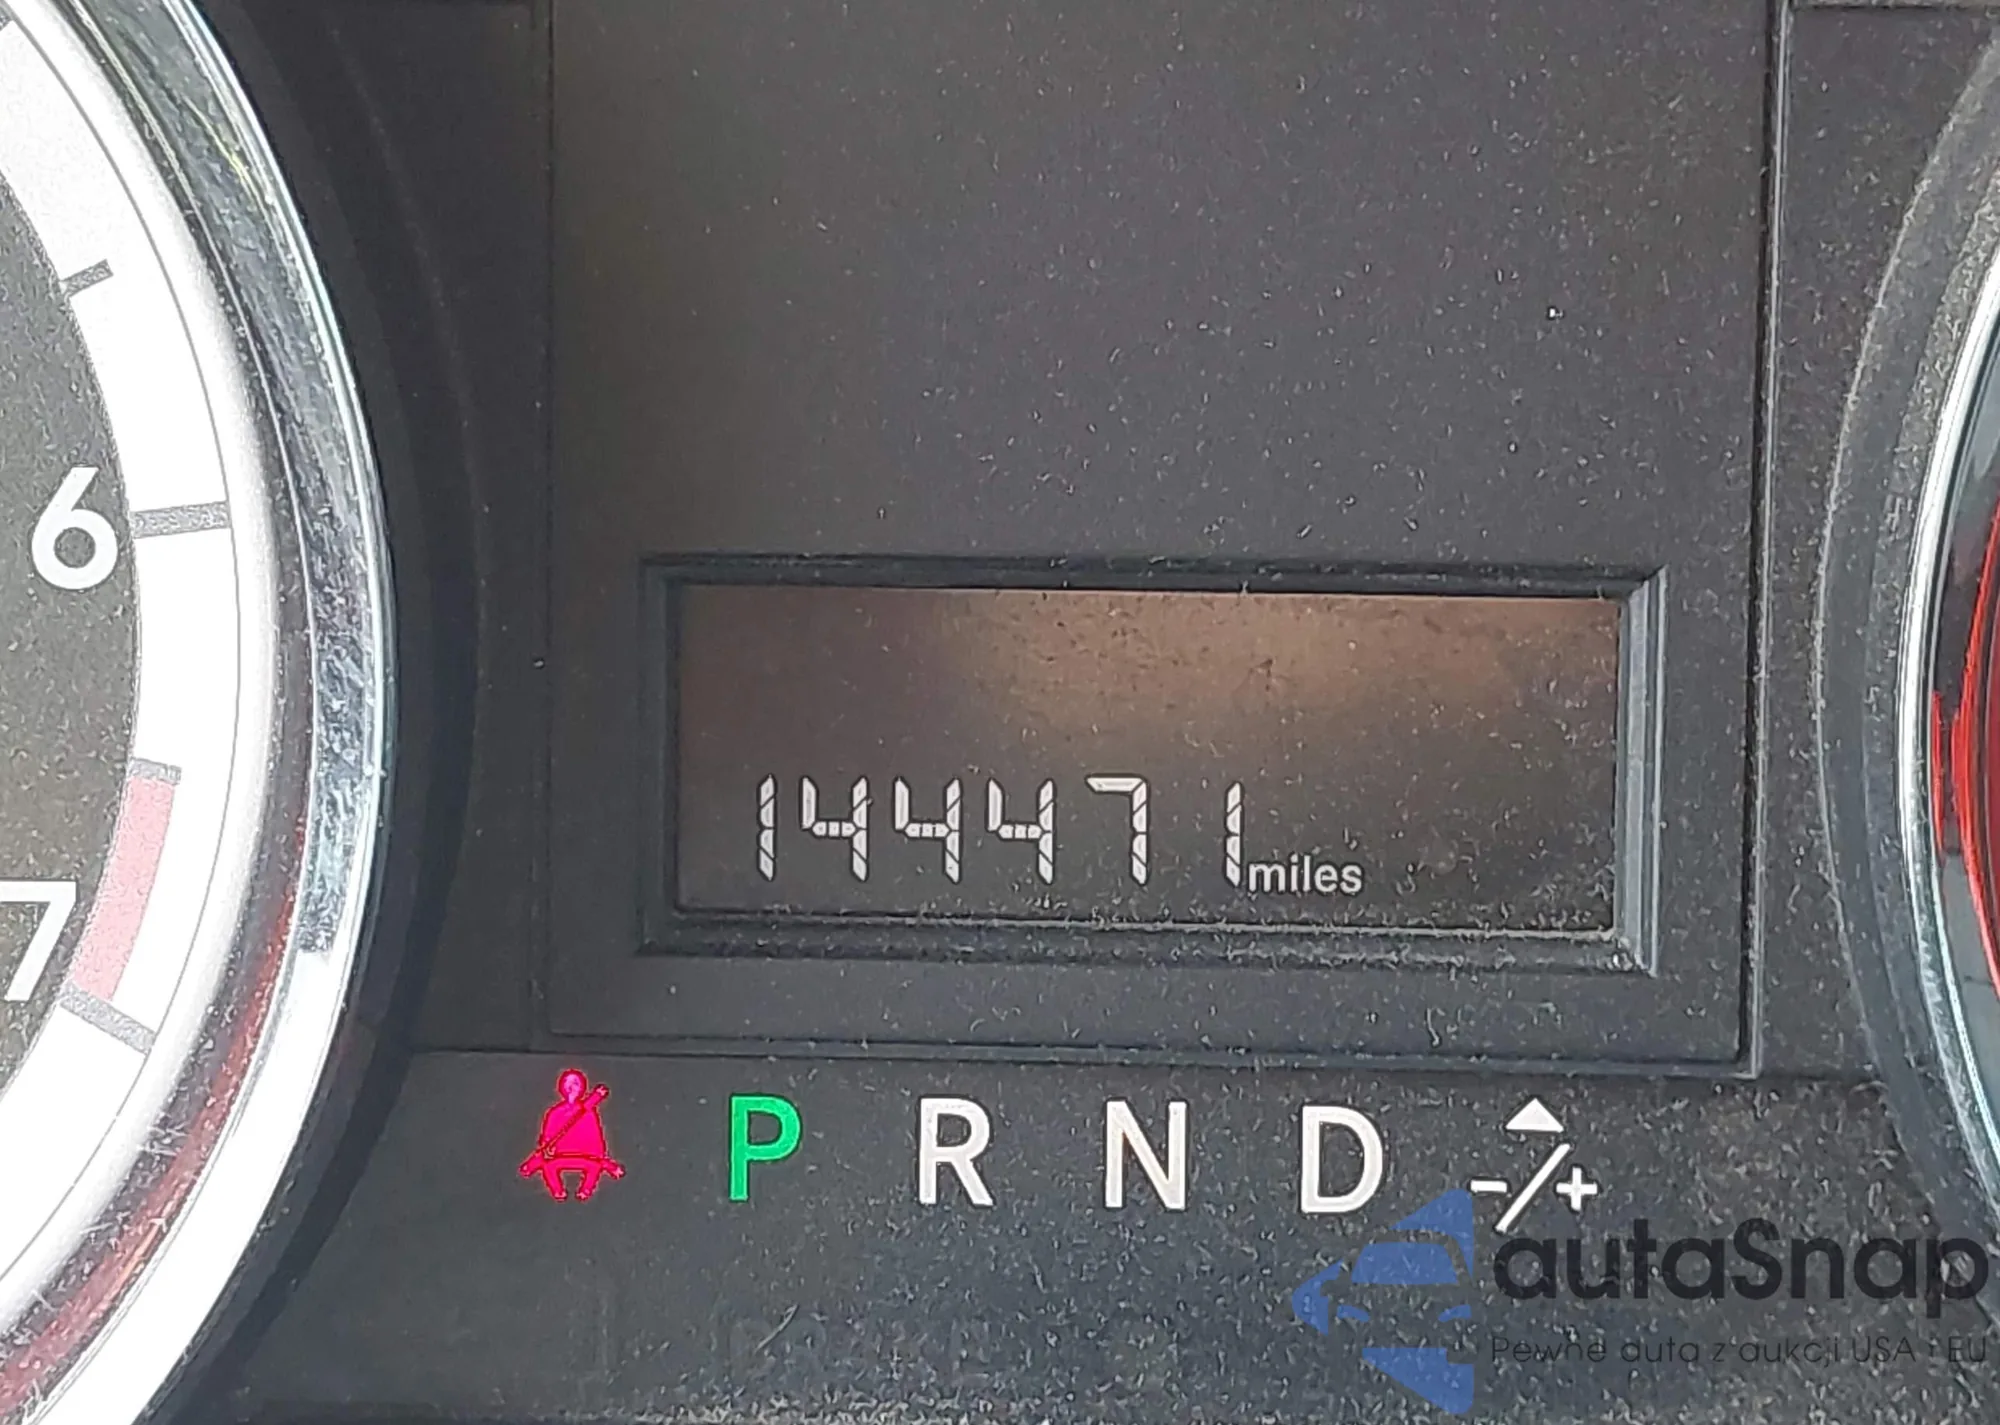 6
7
144471 miles
P R N D -/+
autaSnap
Pewne auta z aukcji USA i EU